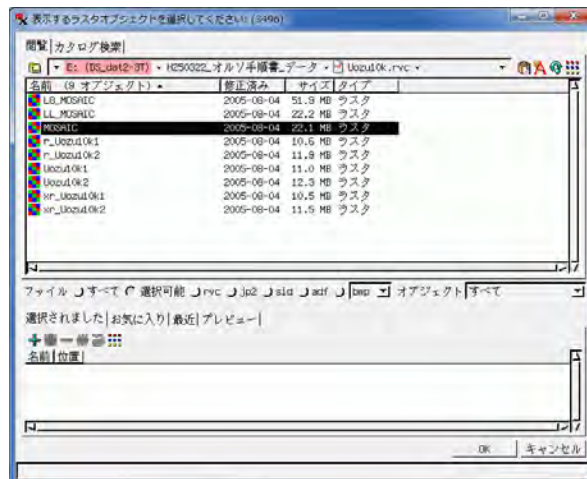 表示するラスタオブジェクトを選択してください: (3496)
閲覧 カタログ検索
E: (DS_dat2-3T) H250322_オルソ手順書_データ Uozu10k.rvc
名前 (9 オブジェクト) 修正済み サイズ タイプ
LG_MOSAIC 2005-08-04 51.9 MB ラスタ
LL_MOSAIC 2005-08-04 22.2 MB ラスタ
MOSAIC 2005-08-04 22.1 MB ラスタ
r_Uozu10k1 2005-08-04 10.6 MB ラスタ
r_Uozu10k2 2005-08-04 11.9 MB ラスタ
Uozu10k1 2005-08-04 11.0 MB ラスタ
Uozu10k2 2005-08-04 12.3 MB ラスタ
xr_Uozu10k1 2005-08-04 10.5 MB ラスタ
xr_Uozu10k2 2005-08-04 11.5 MB ラスタ
ファイル すべて 選択可能 rvc jp2 sid adf bmp オブジェクト すべて
選択されました お気に入り 最近 プレビュー
名前 位置
OK キャンセル